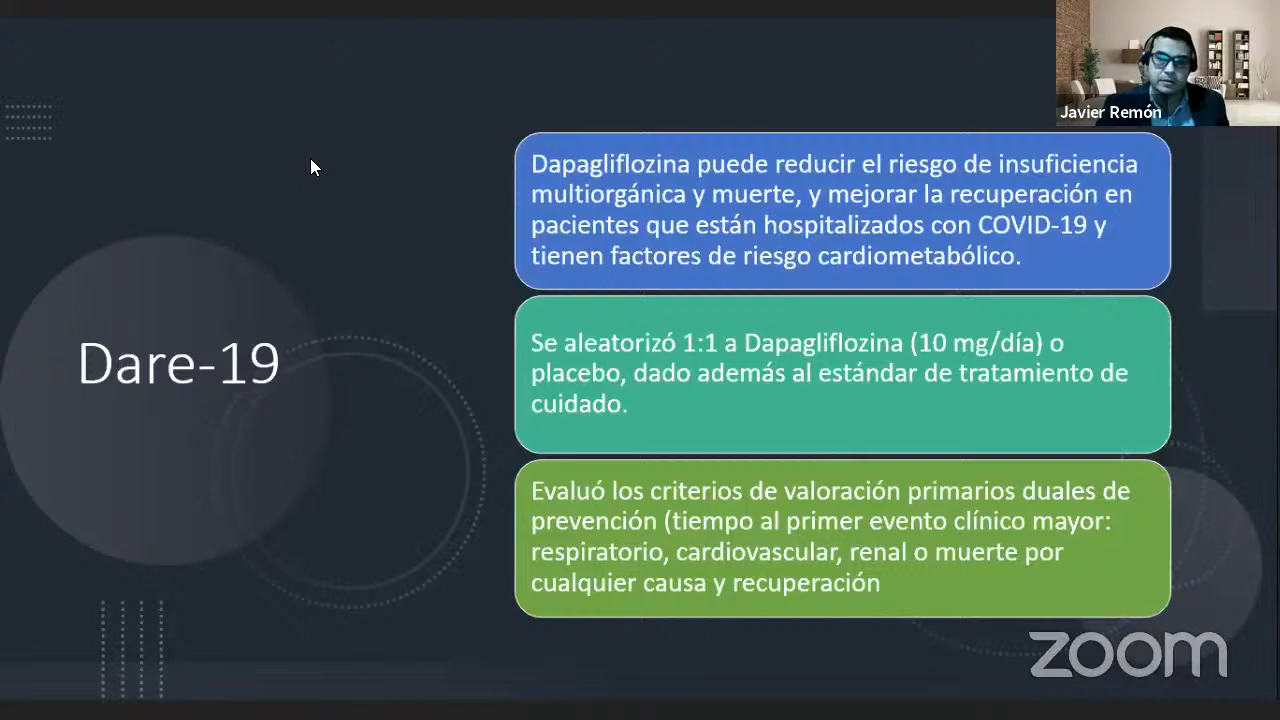 Javier Remón
Dapagliflozina puede reducir el riesgo de insuficiencia
multiorgánica y muerte, y mejorar la recuperación en
pacientes que están hospitalizados con COVID-19 y
tienen factores de riesgo cardiometabólico.
Dare-19
Se aleatorizó 1:1 a Dapagliflozina (10 mg/día) o
placebo, dado además al estándar de tratamiento de
cuidado.
Evaluó los criterios de valoración primarios duales de
prevención (tiempo al primer evento clínico mayor:
respiratorio, cardiovascular, renal o muerte por
cualquier causa y recuperación
zoom